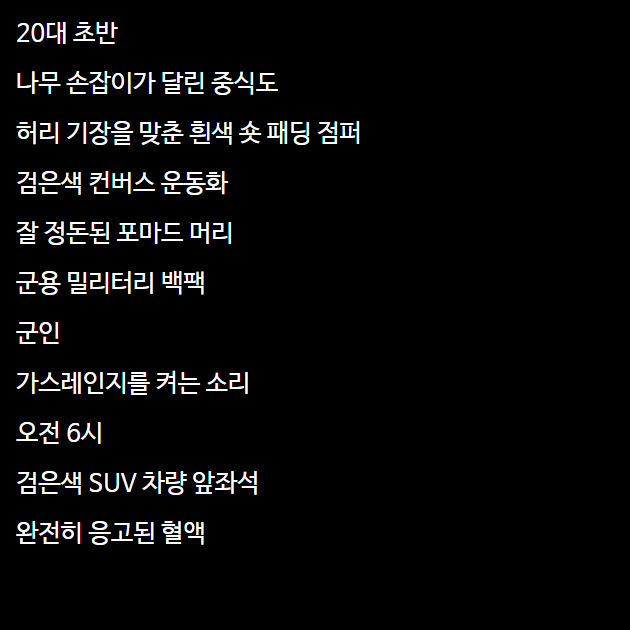 20대 초반
나무 손잡이가 달린 중식도
허리 기장을 맞춘 흰색 숏 패딩 점퍼
검은색 컨버스 운동화
잘 정돈된 포마드 머리
군용 밀리터리 백팩
군인
가스레인지를 켜는 소리
오전 6시
검은색 SUV 차량 앞좌석
완전히 응고된 혈액